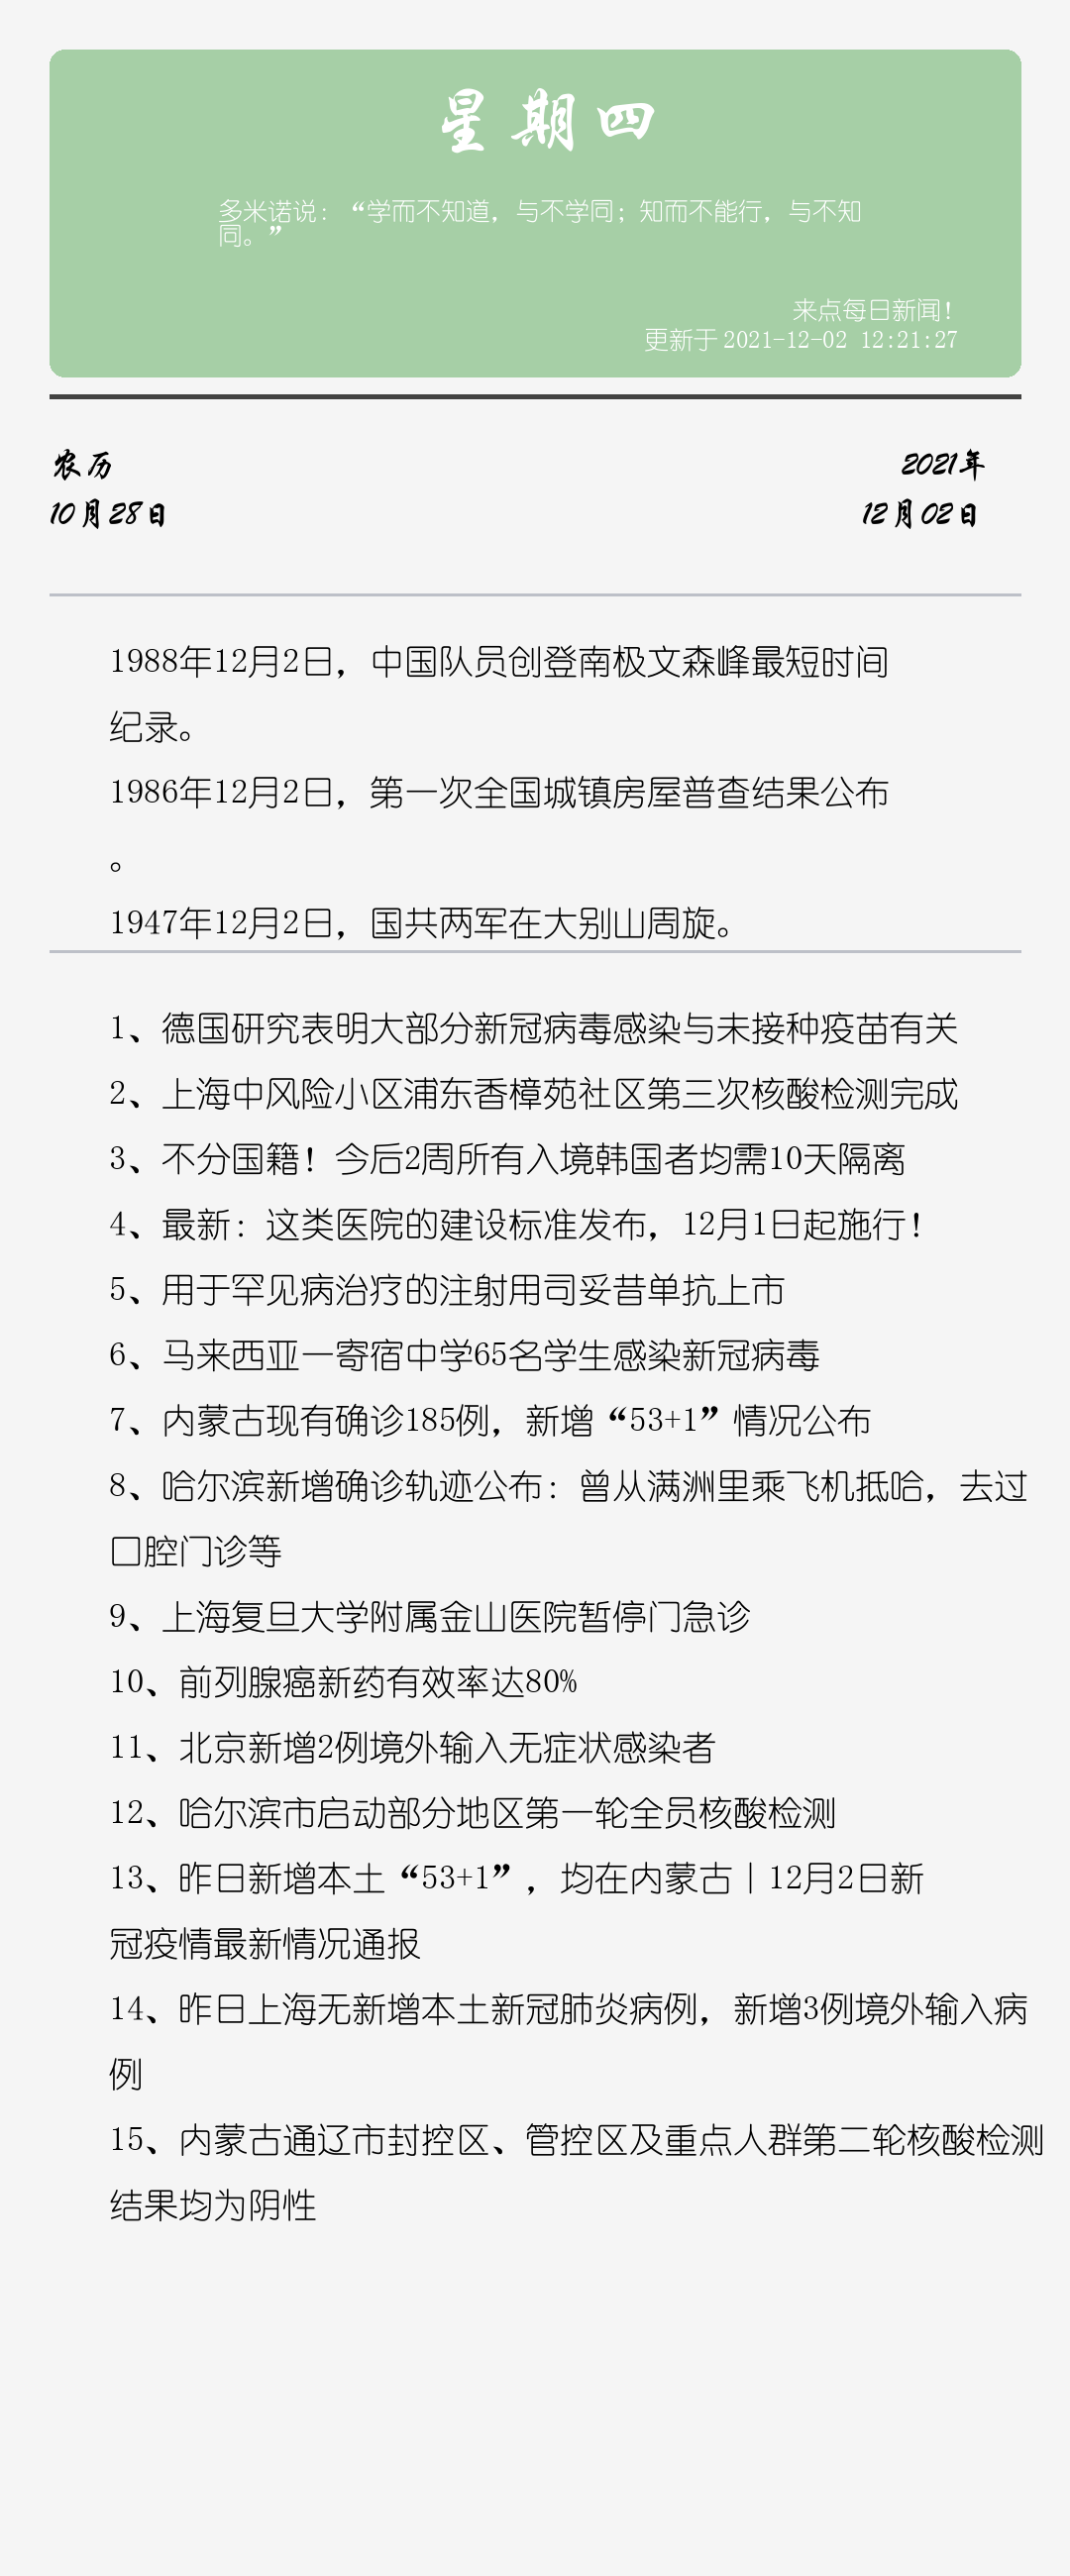 星期四
多米诺说：“学而不知道，与不学同；知而不能行，与不知
同。”
来点每日新闻！
更新于 2021-12-02 12:21:27
农历
2021年
10月28日
12月02日
1988年12月2日，中国队员创登南极文森峰最短时间
纪录。
1986年12月2日，第一次全国城镇房屋普查结果公布
。
1947年12月2日，国共两军在大别山周旋。
1、德国研究表明大部分新冠病毒感染与未接种疫苗有关
2、上海中风险小区浦东香樟苑社区第三次核酸检测完成
3、不分国籍！今后2周所有入境韩国者均需10天隔离
4、最新：这类医院的建设标准发布，12月1日起施行！
5、用于罕见病治疗的注射用司妥昔单抗上市
6、马来西亚一寄宿中学65名学生感染新冠病毒
7、内蒙古现有确诊185例，新增“53+1”情况公布
8、哈尔滨新增确诊轨迹公布：曾从满洲里乘飞机抵哈，去过
口腔门诊等
9、上海复旦大学附属金山医院暂停门急诊
10、前列腺癌新药有效率达80%
11、北京新增2例境外输入无症状感染者
12、哈尔滨市启动部分地区第一轮全员核酸检测
13、昨日新增本土“53+1”，均在内蒙古｜12月2日新
冠疫情最新情况通报
14、昨日上海无新增本土新冠肺炎病例，新增3例境外输入病
例
15、内蒙古通辽市封控区、管控区及重点人群第二轮核酸检测
结果均为阴性